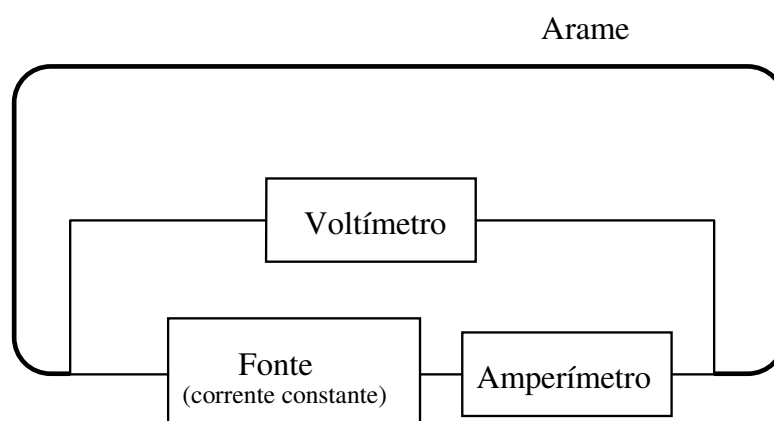 Arame
Voltímetro
Fonte
(corrente constante)
Amperímetro